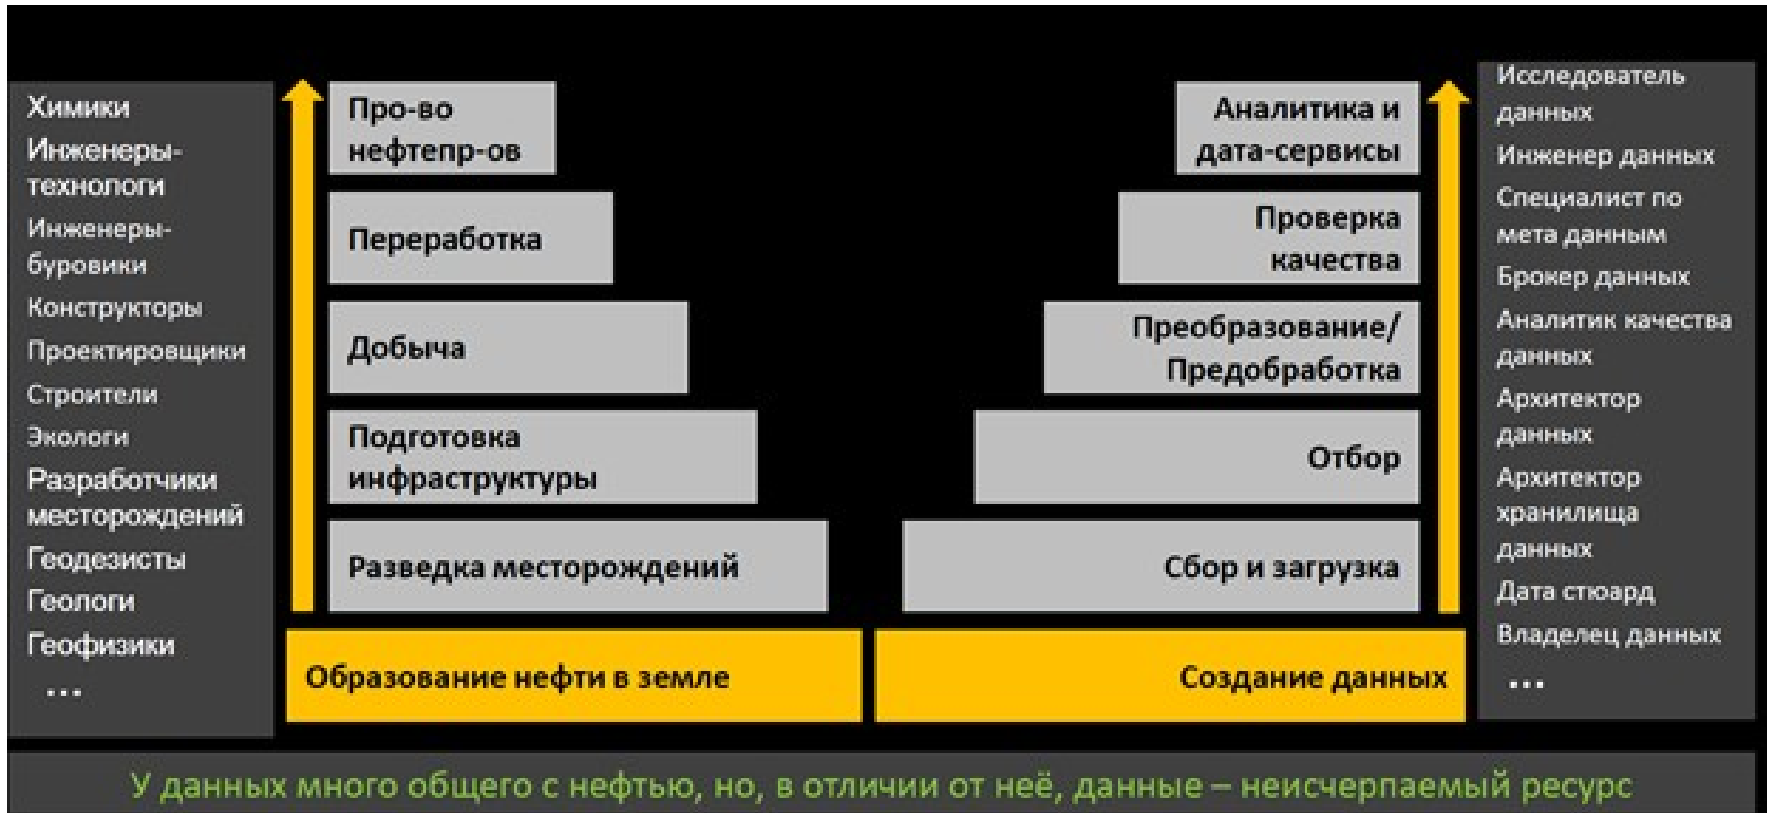 Химики
Инженеры-
технологи
Инженеры-
буровики
Конструкторы
Проектировщики
Строители
Экологи
Разработчики
месторождений
Геодезисты
Геологи
Геофизики
...
Про-во
нефтепр-ов
Переработка
Добыча
Подготовка
инфраструктуры
Разведка месторождений
Образование нефти в земле
Аналитика и
дата-сервисы
Проверка
качества
Преобразование/
Предобработка
Отбор
Сбор и загрузка
Создание данных
Исследователь
данных
Инженер данных
Специалист по
мета данным
Брокер данных
Аналитик качества
данных
Архитектор
данных
Архитектор
хранилища
данных
Дата стюард
Владелец данных
...
У данных много общего с нефтью, но, в отличии от неё, данные – неисчерпаемый ресурс